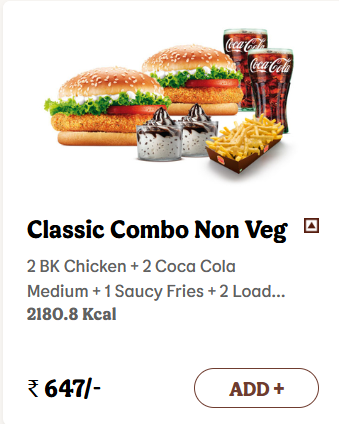 Coca-Cola
Coca-Cola
Classic Combo Non Veg
2 BK Chicken + 2 Coca Cola
Medium + 1 Saucy Fries + 2 Load...
2180.8 Kcal
₹ 647/-
ADD +